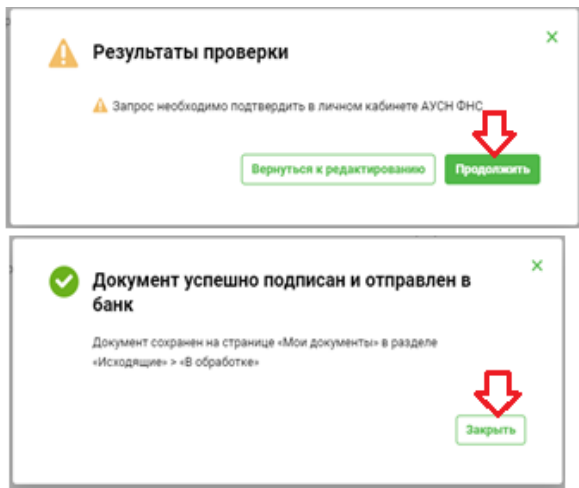 Результаты проверки
Запрос необходимо подтвердить в личном кабинете АУСН ФНС
Вернуться к редактированию
Продолжить
Документ успешно подписан и отправлен в
банк
Документ сохранен на странице «Мои документы» в разделе
«Исходящие» > «В обработке»
Закрыть